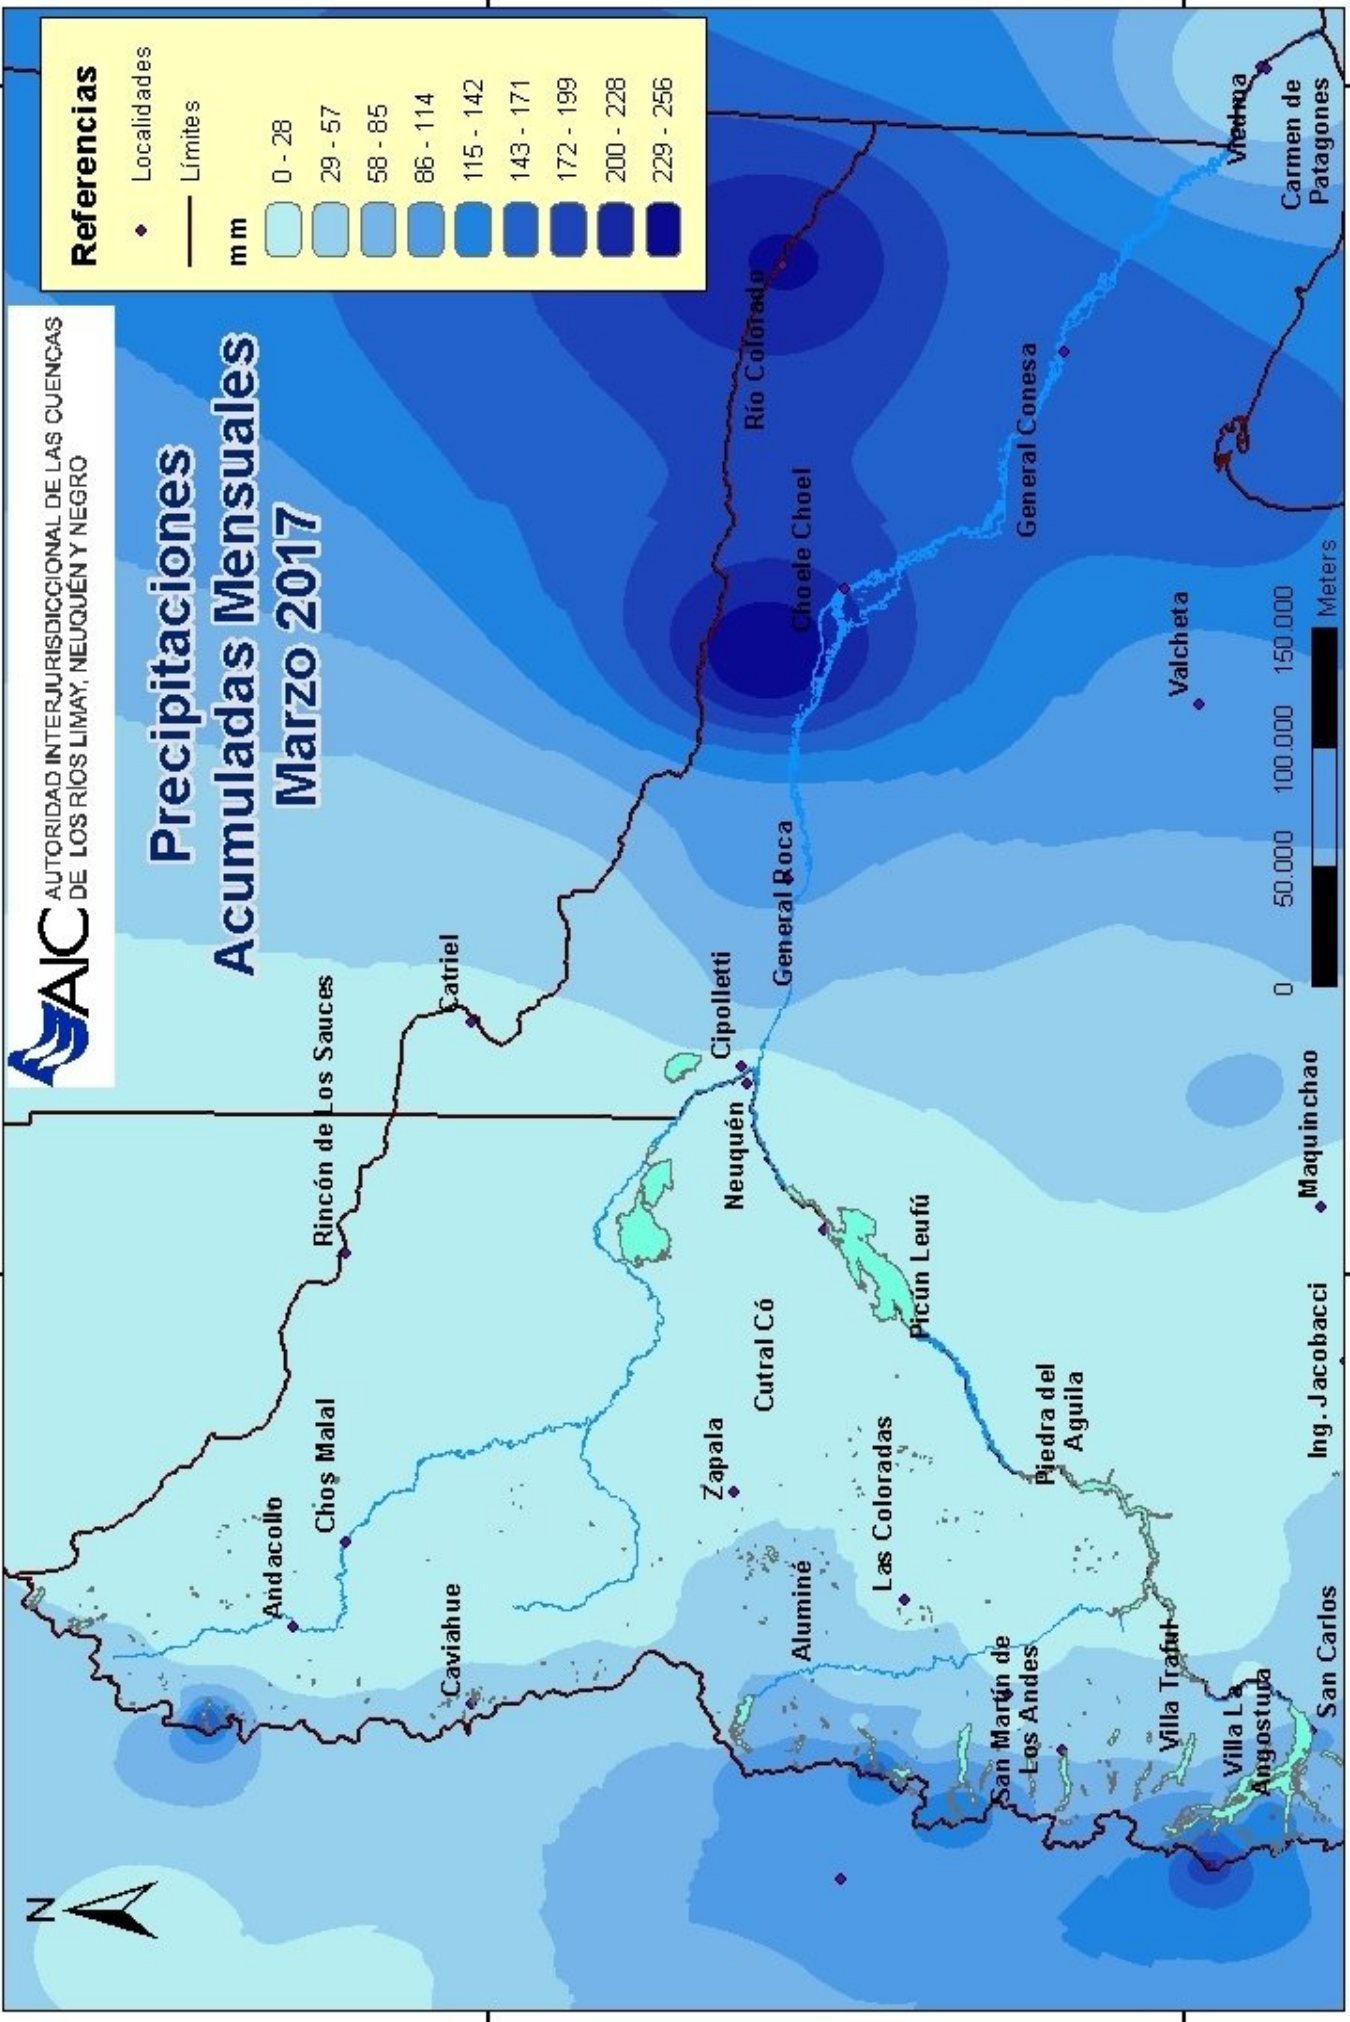 AIC
AUTORIDAD INTERJURISDICCIONAL DE LAS CUENCAS
DE LOS RÍOS LIMAY, NEUQUÉN Y NEGRO
Precipitaciones
Acumuladas Mensuales
Marzo 2017
Referencias
Localidades
Límites
mm
0 - 28
29 - 57
58 - 85
86 - 114
115 - 142
143 - 171
172 - 199
200 - 228
229 - 256
N
Andacollo
Chos Malal
Rincón de Los Sauces
Catriel
Caviahue
Zapala
Cutral Có
Neuquén
Cipolletti
General Roca
Choele Choel
Río Colorado
Aluminé
Las Coloradas
Picún Leufú
San Martín de
Los Andes
Piedra del
Aguila
General Conesa
Villa Traful
Valcheta
Viedma
Villa La
Angostura
Carmen de
Patagones
San Carlos
Ing. Jacobacci
Maquinchao
0 50.000 100.000 150.000
Meters